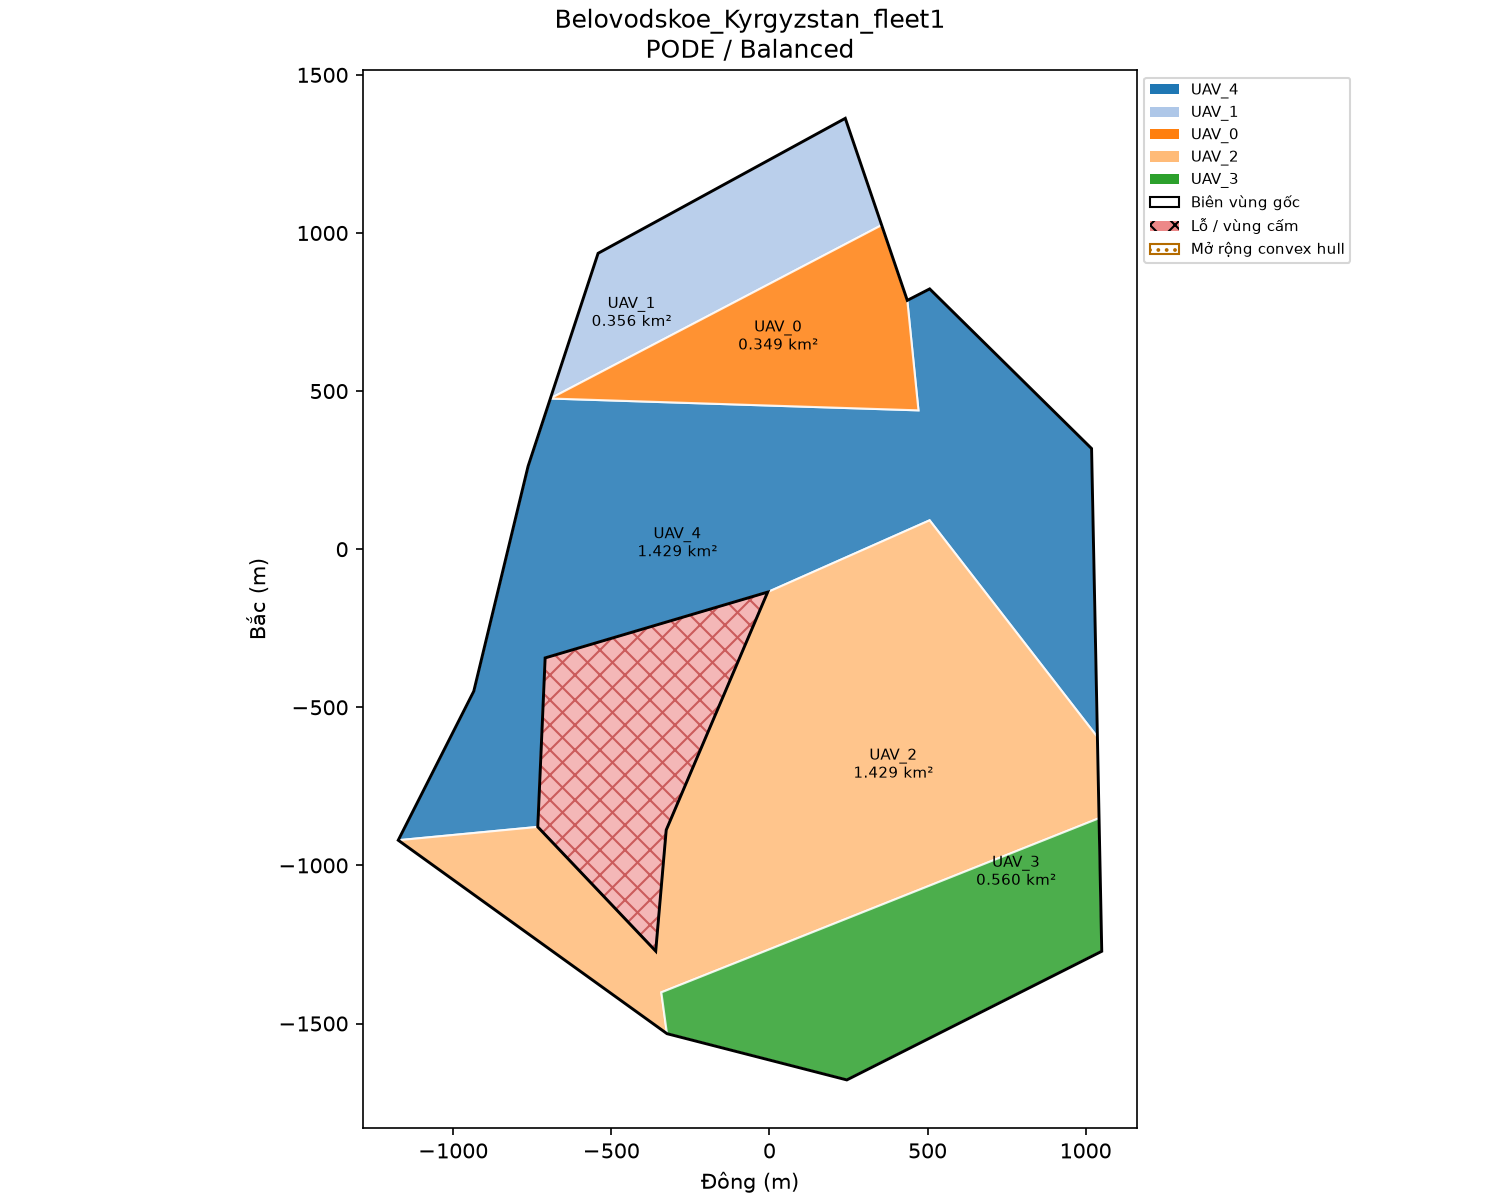 Belovodskoe_Kyrgyzstan_fleet1
PODE / Balanced
1500
1000
500
0
−500
−1000
−1500
Bắc (m)
−1000
−500
0
500
1000
Đông (m)
UAV_1
0.356 km²
UAV_0
0.349 km²
UAV_4
1.429 km²
UAV_2
1.429 km²
UAV_3
0.560 km²
UAV_4
UAV_1
UAV_0
UAV_2
UAV_3
Biên vùng gốc
Lỗ / vùng cấm
Mở rộng convex hull